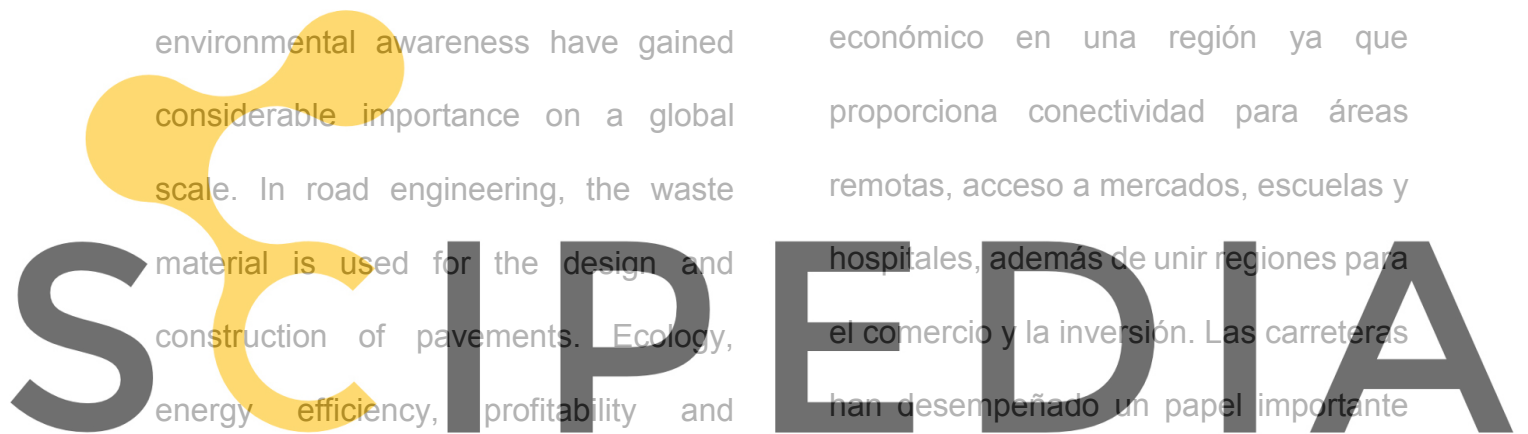 environmental awareness have gained
considerable importance on a global
scale. In road engineering, the waste
material is used for the design and
construction of pavements. Ecology,
energy efficiency, profitability and
económico en una región ya que
proporciona conectividad para áreas
remotas, acceso a mercados, escuelas y
hospitales, además de unir regiones para
el comercio y la inversión. Las carreteras
han desempeñado un papel importante
SCIPEDIA